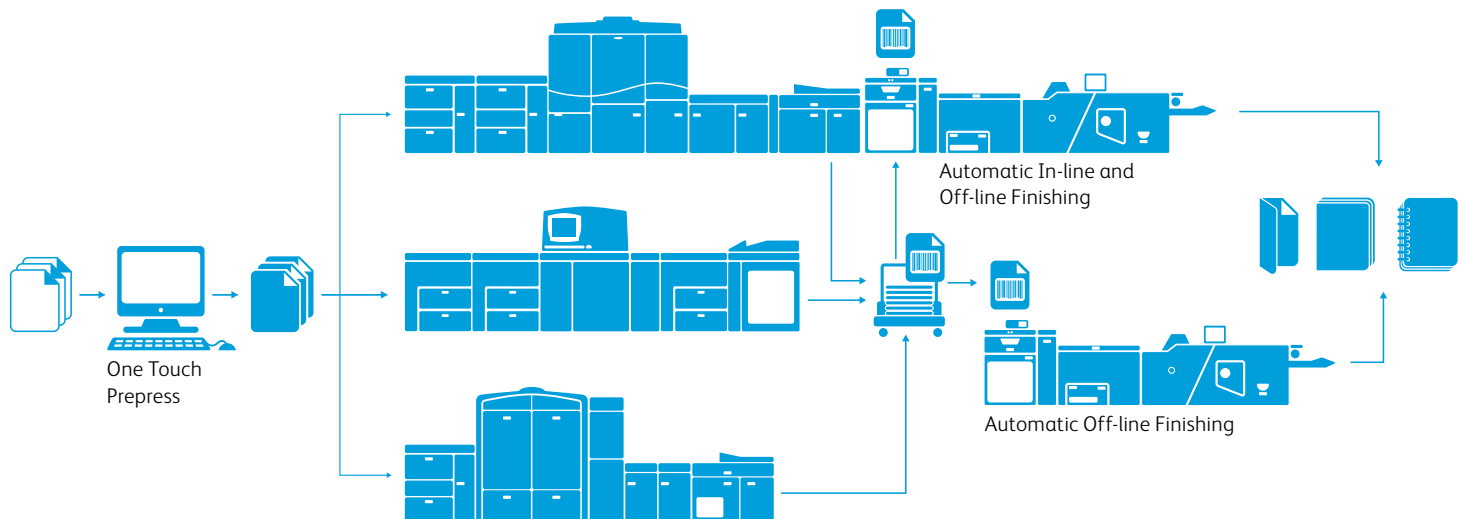 Automatic In-line and
Off-line Finishing
One Touch
Prepress
Automatic Off-line Finishing